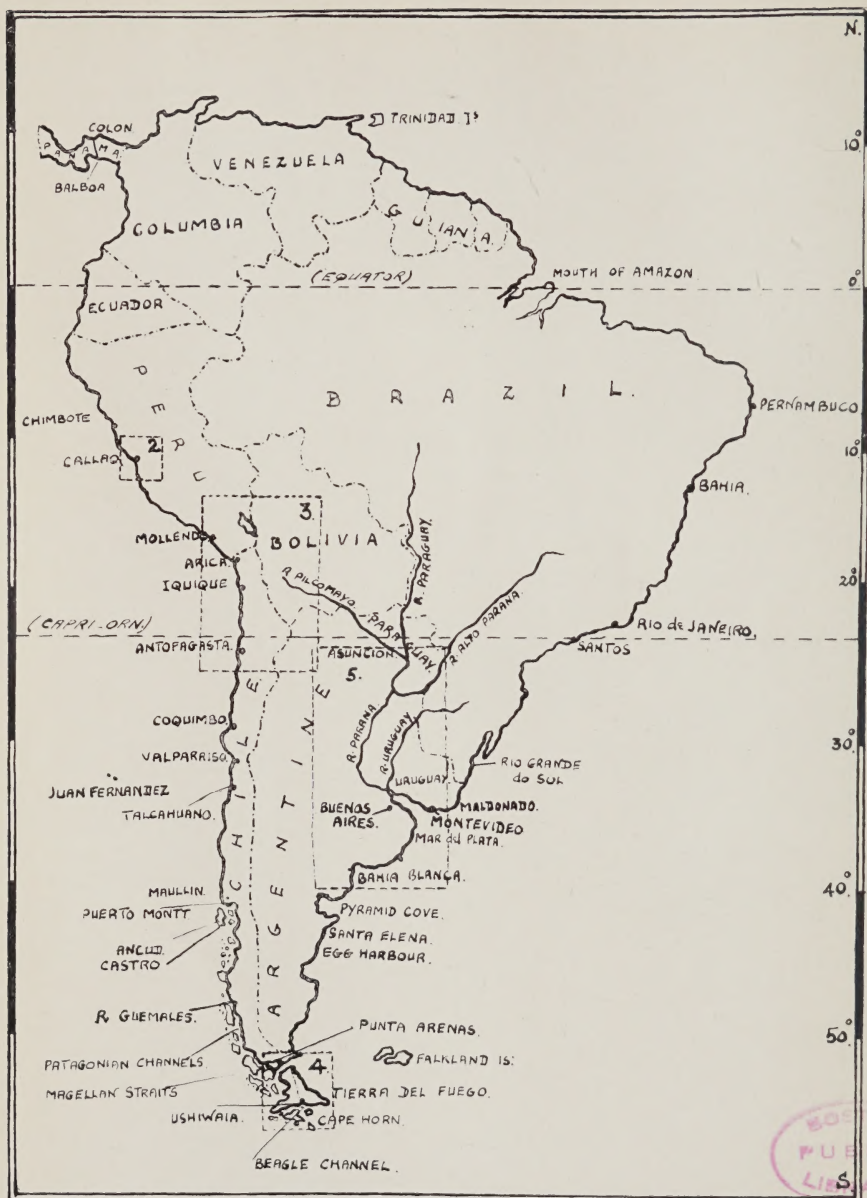 N.
TRINIDAD. Is
COLON.
PANAMA
10°
VENEZUELA
BALBOA
GUIANA
COLUMBIA
(EQUATOR)
MOUTH OF AMAZON.
0°
ECUADOR
PERU
BRAZIL.
CHIMBOTE
PERNAMBUCO
2
10°
CALLAO
BAHIA.
3.
MOLLENDO
BOLIVIA
ARICA.
R. PILCOMAYO.
R. PARAGUAY.
IQUIQUE
20°
PARAGUAY.
R. ALTO PARANA
(CAPRI-ORN.)
RIO de JANEIRO.
ANTOFAGASTA.
ASUNCION
SANTOS
5.
COQUIMBO.
R. PARANA
R. URUGUAY.
VALPARRISO.
30°
RIO GRANDE
do SUL
JUAN FERNANDEZ
URUGUAY.
TALCAHUANO.
BUENOS
AIRES.
MALDONADO.
MONTEVIDEO
MAR del PLATA.
CHILE
ARGENTINE
BAHIA BLANCA.
MAULLIN.
40°
PUERTO MONTT
PYRAMID COVE.
ANCUD.
SANTA ELENA.
CASTRO
EGG HARBOUR.
R GUEMALES.
PUNTA ARENAS.
50°
PATAGONIAN CHANNELS.
4
FALKLAND IS:
MAGELLAN STRAITS
TIERRA DEL FUEGO.
USHIWAIA.
CAPE HORN.
BEAGLE CHANNEL.
S.
PU
LIB